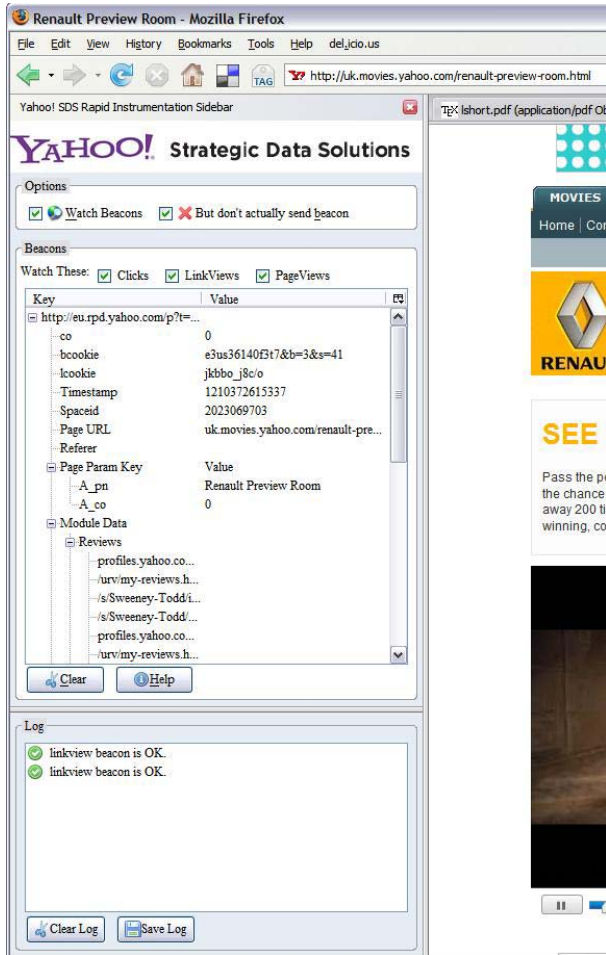 Renault Preview Room - Mozilla Firefox
File Edit View History Bookmarks Tools Help del.icio.us
TAG Y? http://uk.movies.yahoo.com/renault-preview-room.html
Yahoo! SDS Rapid Instrumentation Sidebar
TEX lshort.pdf (application/pdf Ob
YAHOO! Strategic Data Solutions
Options
Watch Beacons But don't actually send beacon
Beacons
Watch These: Clicks LinkViews PageViews
Key Value
http://eu.rpd.yahoo.com/p?t=...
co 0
bcookie e3us36140f3t7&b=3&s=41
lcookie jkbbo_j8c/o
Timestamp 1210372615337
Spaceid 2023069703
Page URL uk.movies.yahoo.com/renault-pre...
Referer
Page Param Key Value
A_pn Renault Preview Room
A_co 0
Module Data
Reviews
profiles.yahoo.co...
/urv/my-reviews.h...
/s/Sweeney-Todd/i...
/s/Sweeney-Todd/...
profiles.yahoo.co...
/urv/my-reviews.h...
Clear Help
Log
linkview beacon is OK.
linkview beacon is OK.
Clear Log Save Log
MOVIES
Home Cor
RENAU
SEE
Pass the po
the chance
away 200 ti
winning, co